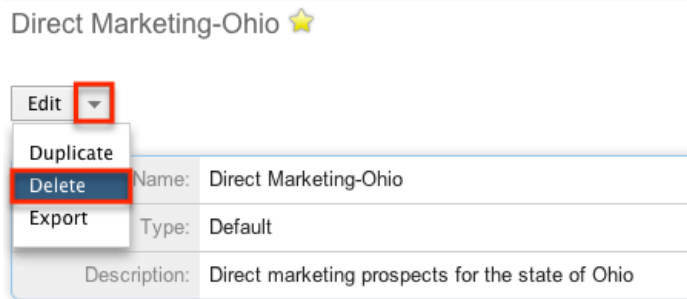 Direct Marketing-Ohio
Edit
Duplicate
Delete
Export
Name: Direct Marketing-Ohio
Type: Default
Description: Direct marketing prospects for the state of Ohio